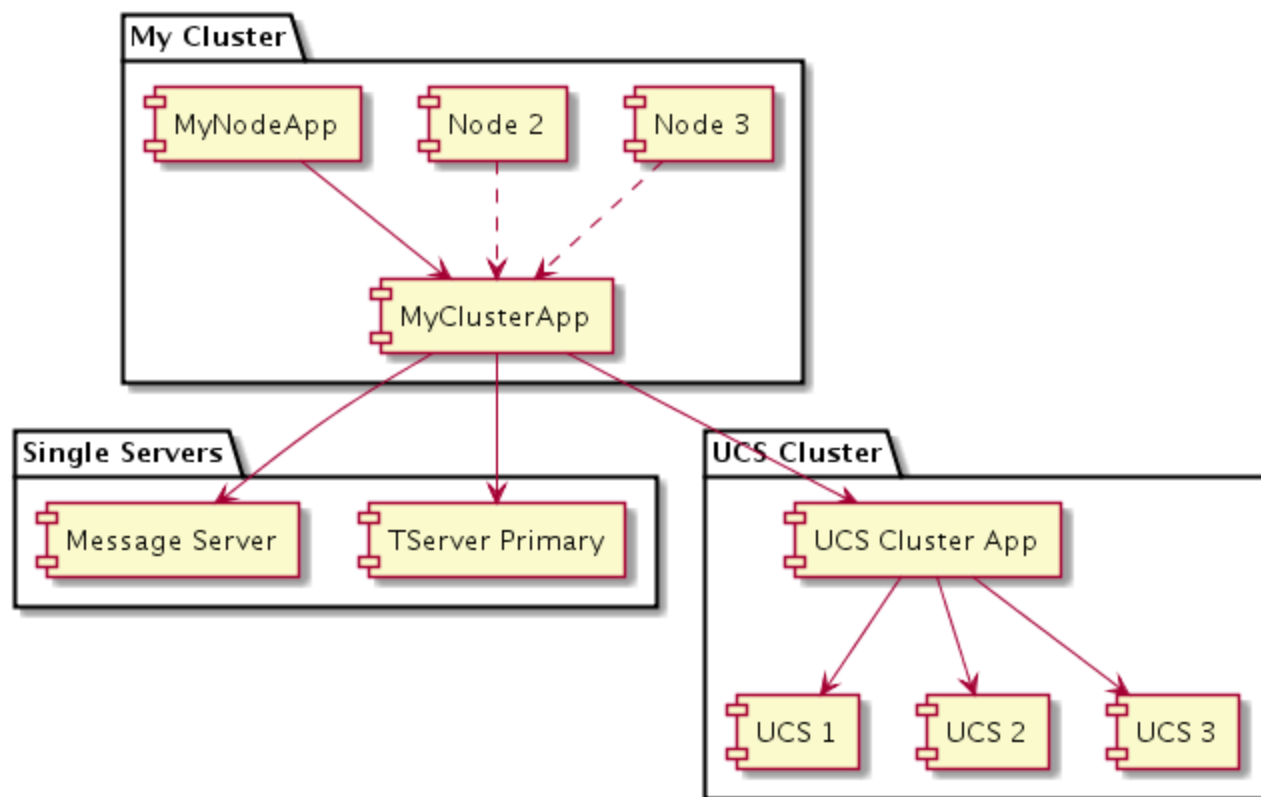 My Cluster
MyNodeApp
Node 2
Node 3
MyClusterApp
Single Servers
UCS Cluster
Message Server
TServer Primary
UCS Cluster App
UCS 1
UCS 2
UCS 3